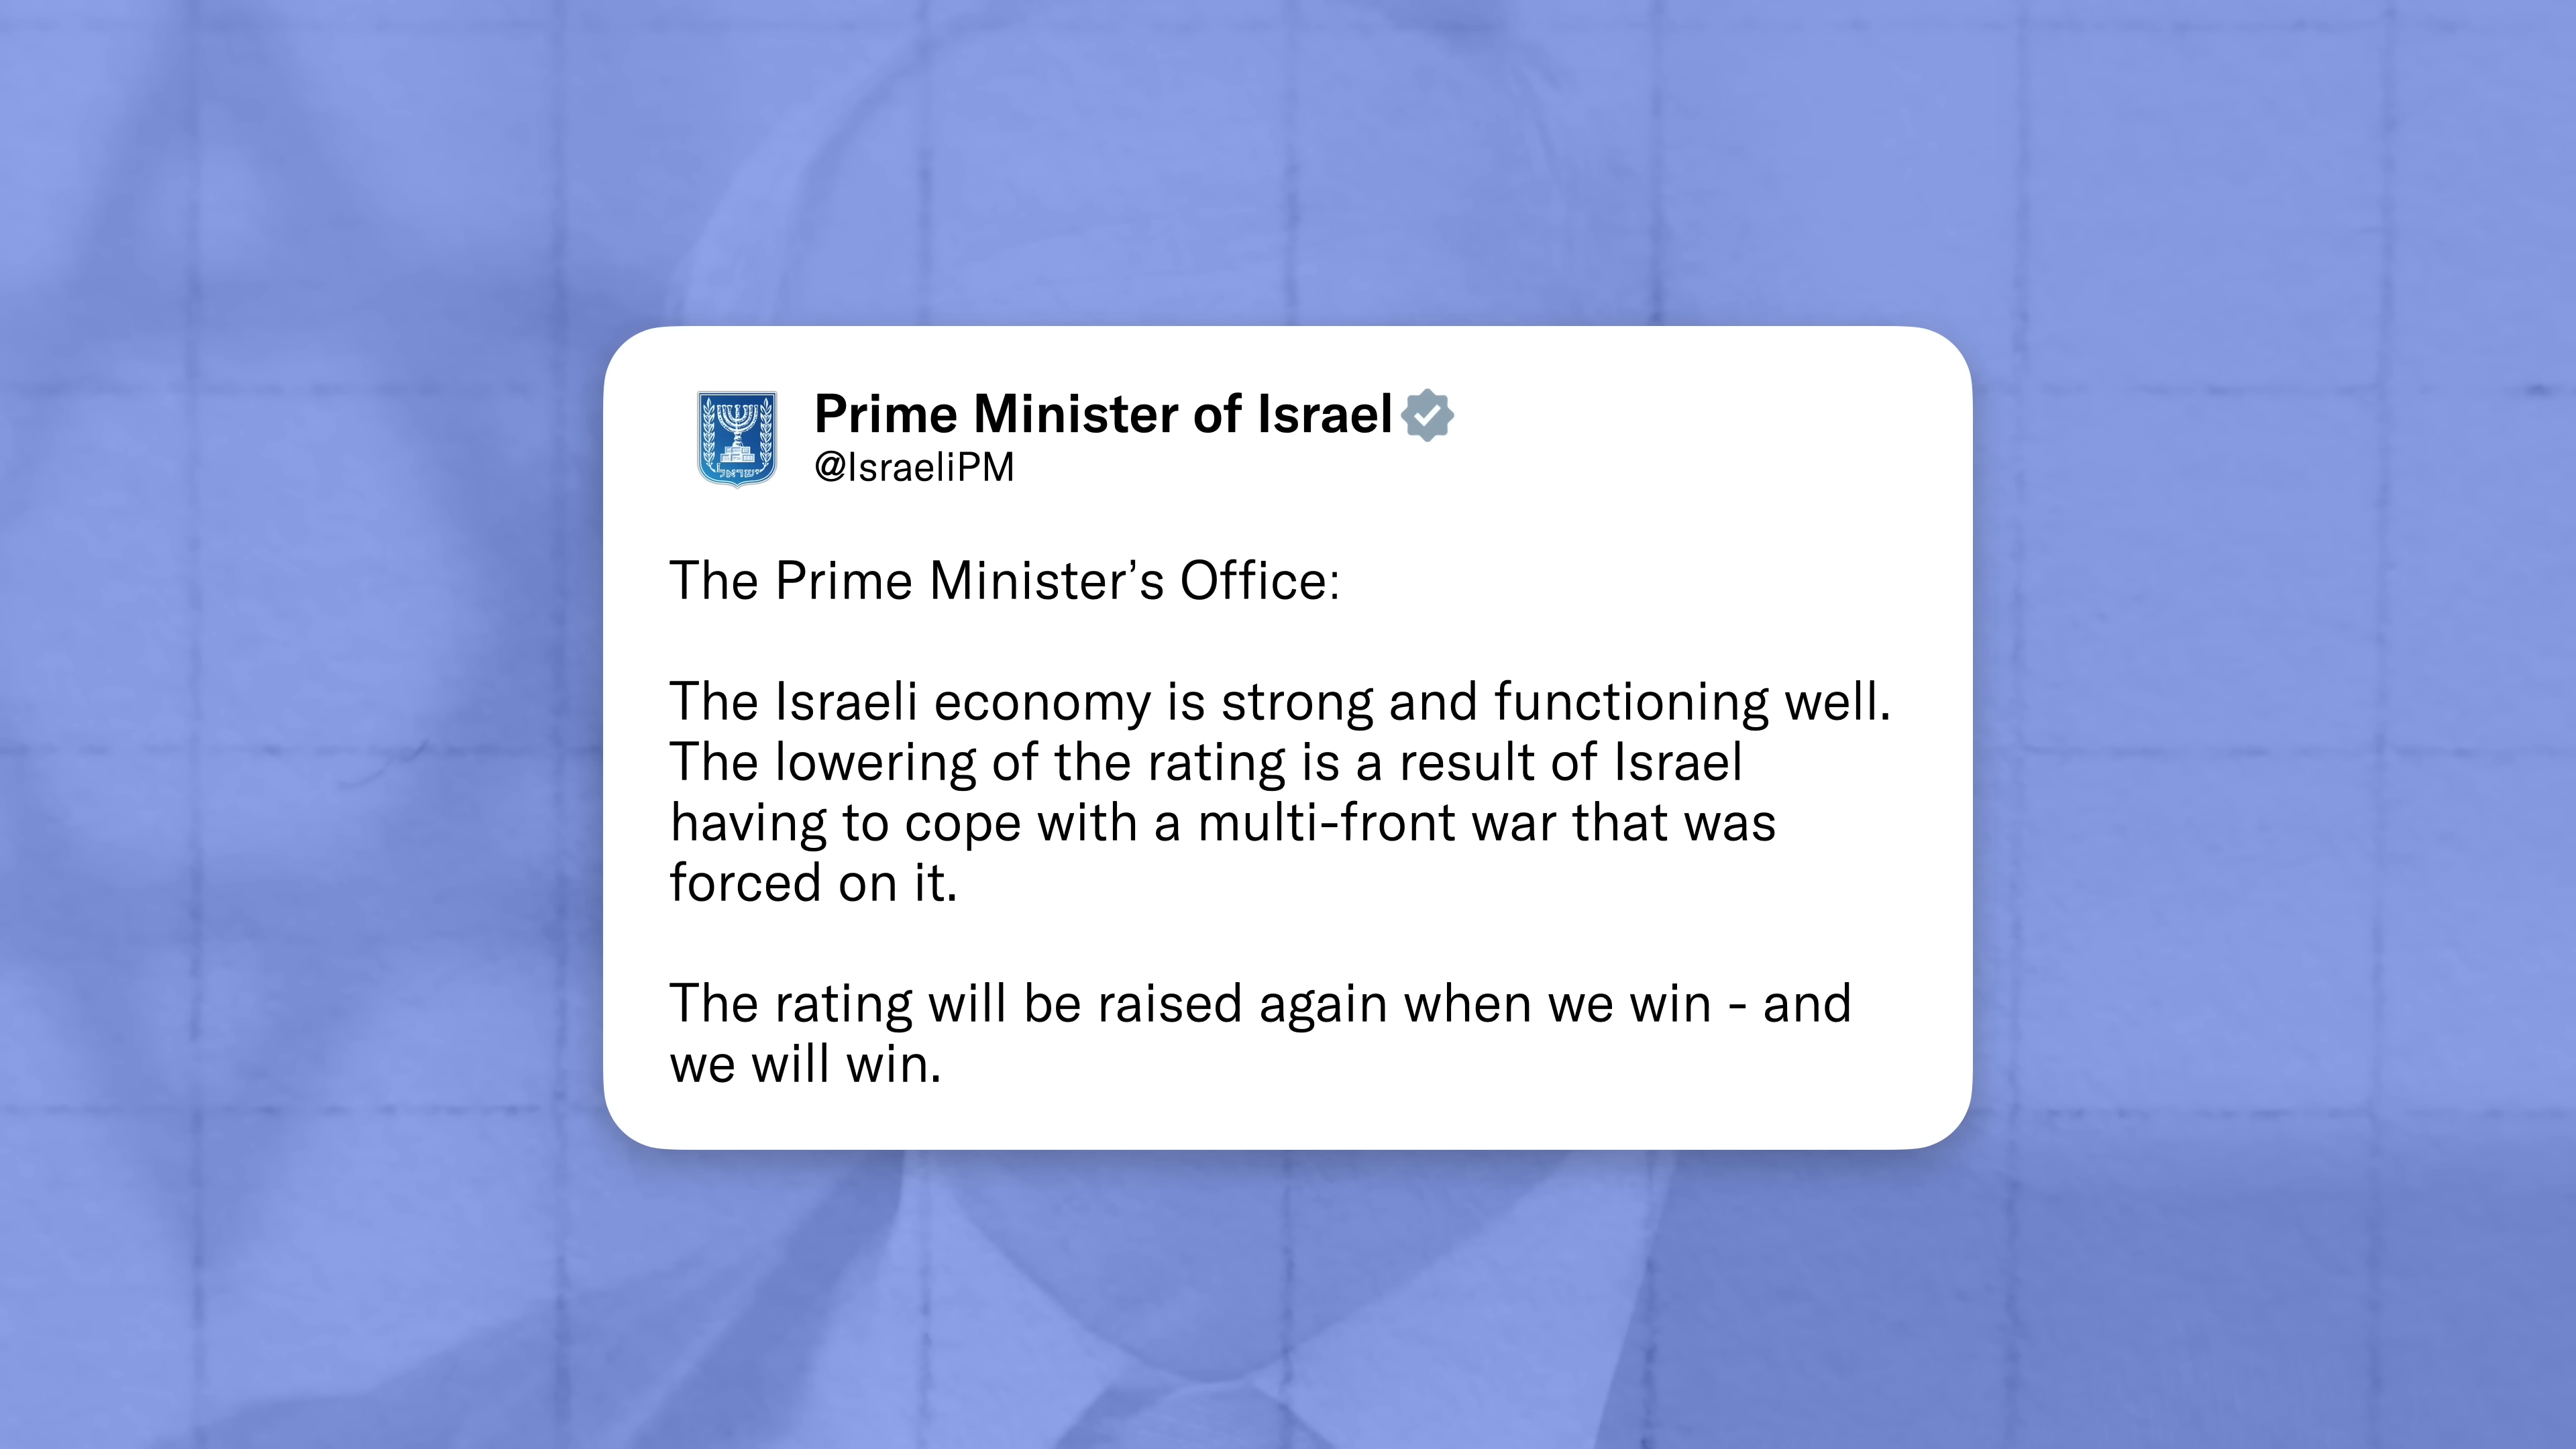 Prime Minister of Israel
@IsraeliPM
The Prime Minister’s Office:
The Israeli economy is strong and functioning well.
The lowering of the rating is a result of Israel
having to cope with a multi-front war that was
forced on it.
The rating will be raised again when we win - and
we will win.
ישראל